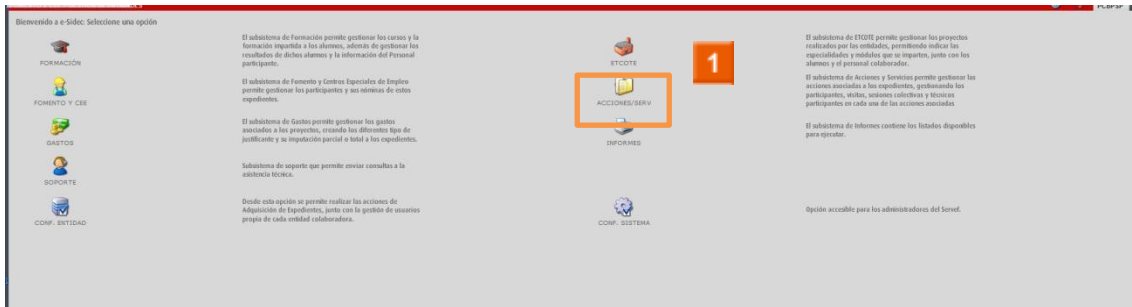 FCBPSP
Bienvenido a e-Sidec: Seleccione una opción
FORMACIÓN
El subsistema de Formación permite gestionar los cursos y la
formación impartida a los alumnos, además de gestionar los
resultados de dichos alumnos y la información del Personal
participante.
ETCOTE
1
El subsistema de ETCOTE permite gestionar los proyectos
realizados por las entidades, permitiendo indicar las
especialidades y módulos que se imparten, junto con los
alumnos y el personal colaborador.
FOMENTO Y CEE
El subsistema de Fomento y Centros Especiales de Empleo
permite gestionar los participantes y sus nóminas de estos
expedientes.
ACCIONES/SERV
El subsistema de Acciones y Servicios permite gestionar las
acciones asociadas a los expedientes, gestionando los
participantes, visitas, sesiones colectivas y técnicos
participantes en cada una de las acciones asociadas
GASTOS
El subsistema de Gastos permite gestionar los gastos
asociados a los proyectos, creando los diferentes tipo de
justificante y su imputación parcial o total a los expedientes.
INFORMES
El subsistema de Informes contiene los listados disponibles
para ejecutar.
SOPORTE
Subsistema de soporte que permite enviar consultas a la
asistencia técnica.
CONF. ENTIDAD
Desde esta opción se permite realizar las acciones de
Adquisición de Expedientes, junto con la gestión de usuarios
propia de cada entidad colaboradora.
CONF. SISTEMA
Opción accesible para los administradores del Servef.